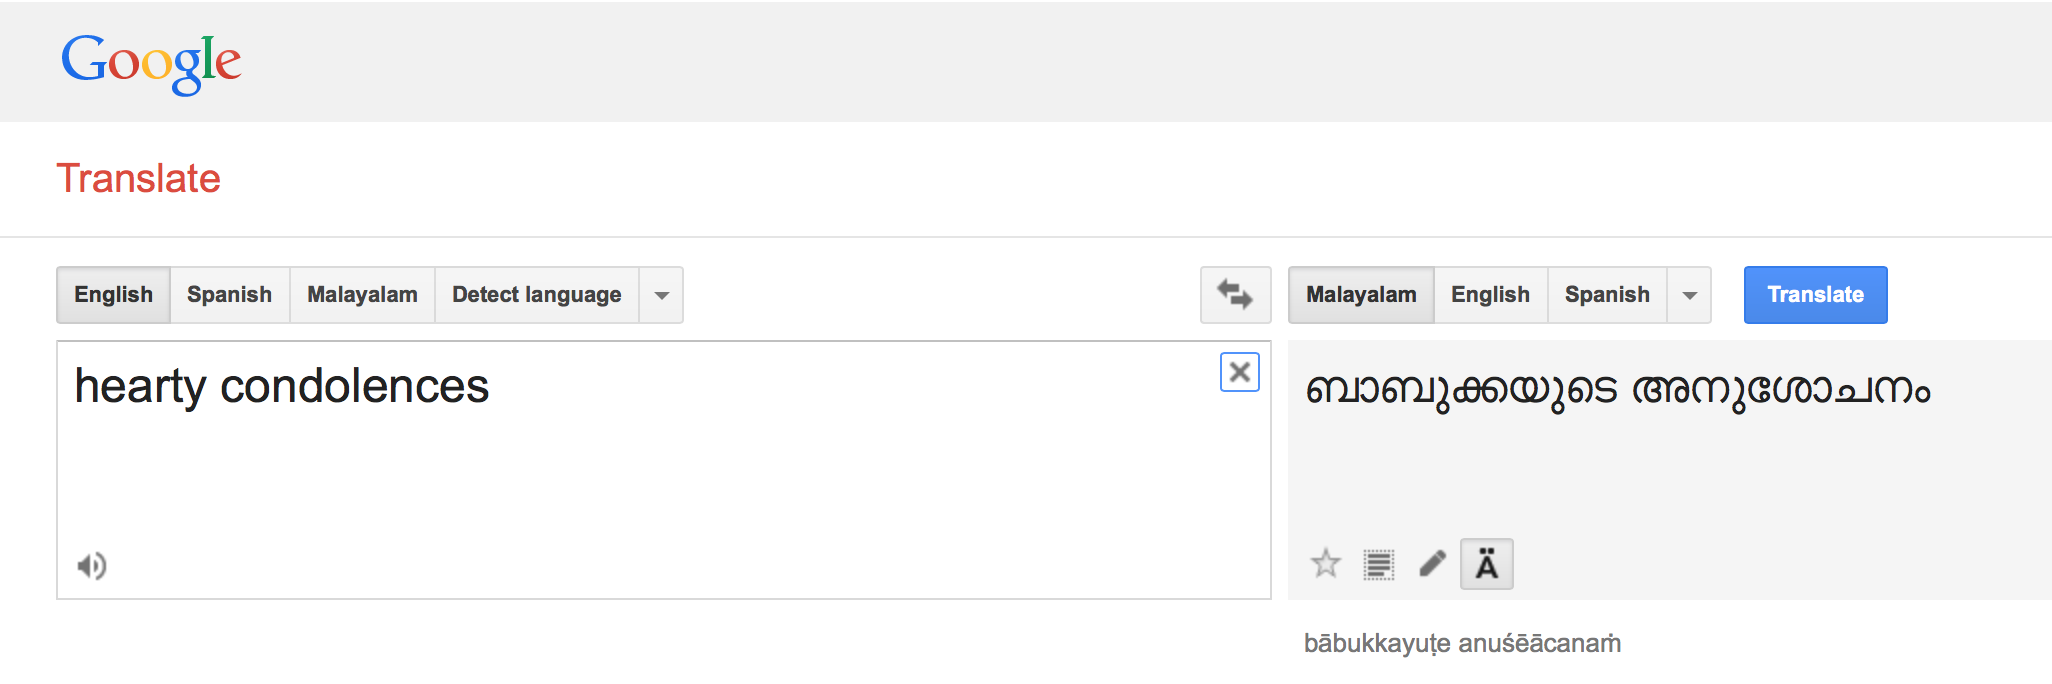 Google
Translate
English Spanish Malayalam Detect language
Malayalam English Spanish Translate
hearty condolences
ബാബുക്കയുടെ അനുശോചനം
Ä
bābukkayuṭe anuśēācanaṁ